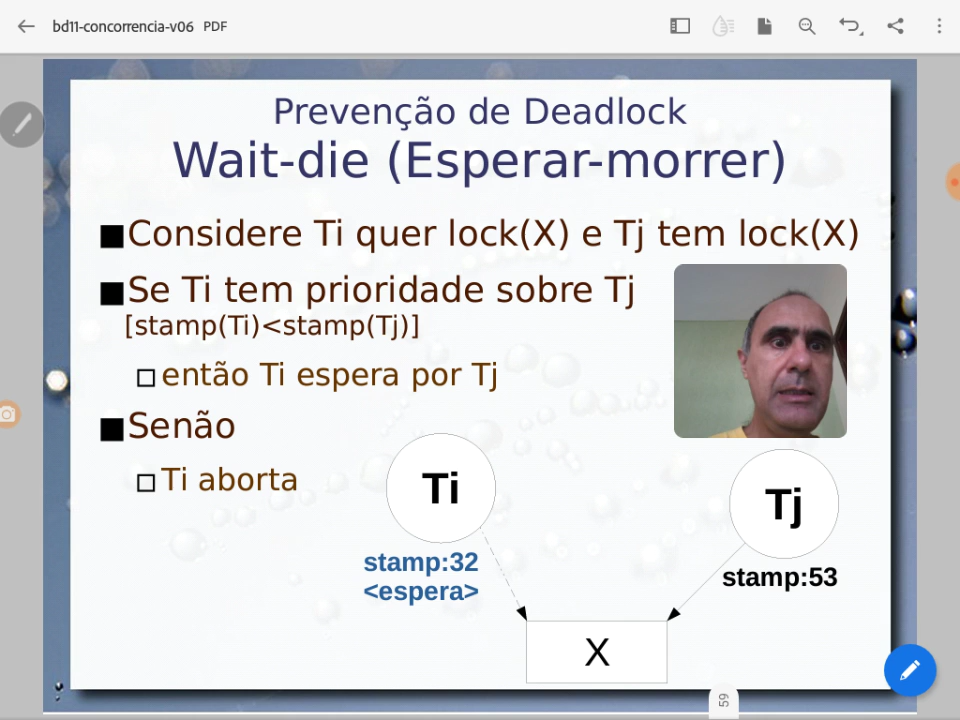 bd11-concorrencia-v06 PDF
Prevenção de Deadlock
Wait-die (Esperar-morrer)
Considere Ti quer lock(X) e Tj tem lock(X)
Se Ti tem prioridade sobre Tj
[stamp(Ti)<stamp(Tj)]
então Ti espera por Tj
Senão
Ti aborta
Ti
Tj
stamp:32
<espera>
stamp:53
X
59